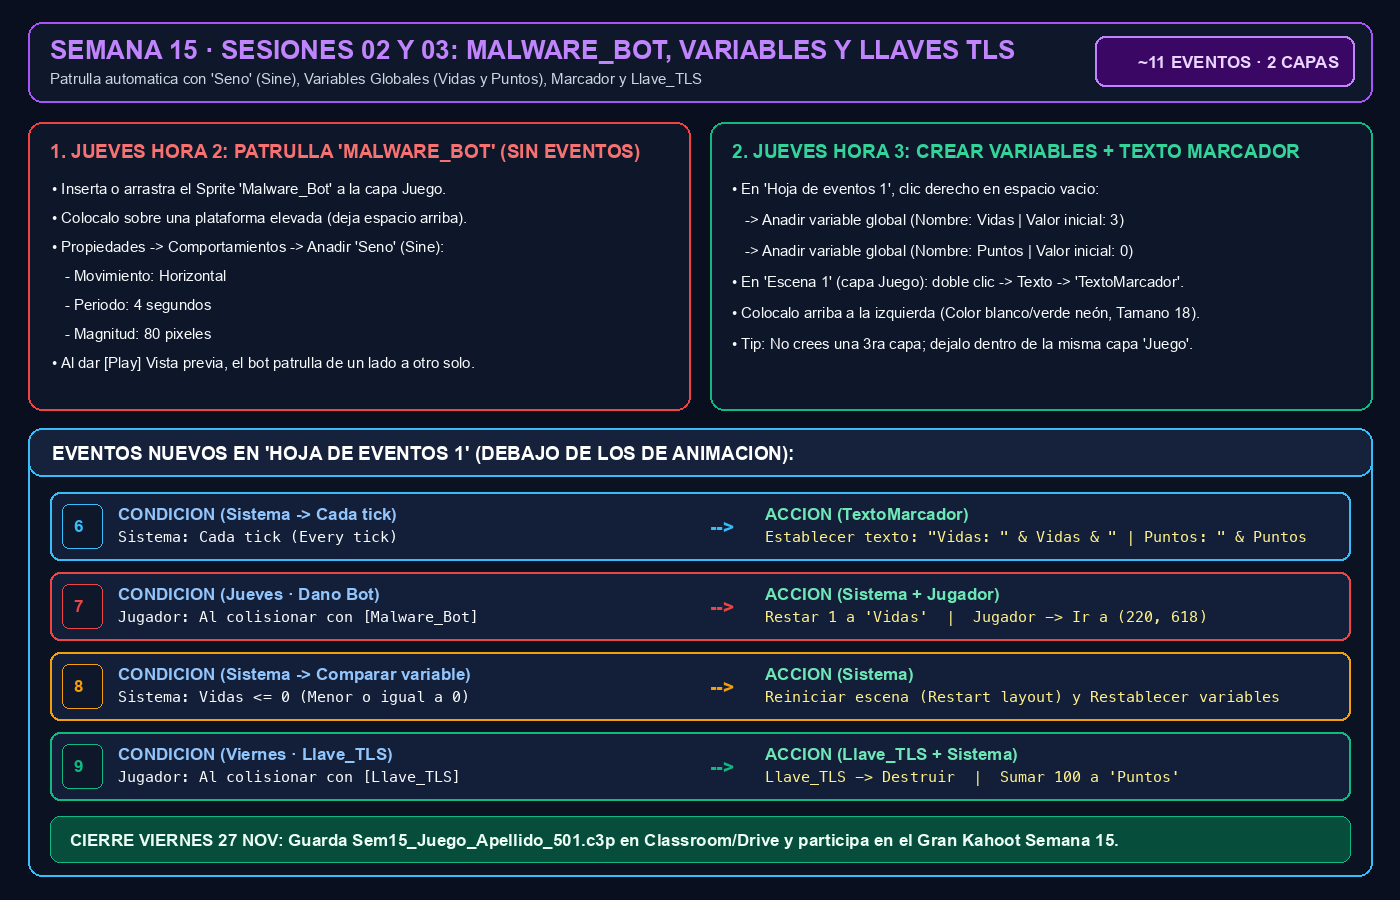 SEMANA 15 · SESIONES 02 Y 03: MALWARE_BOT, VARIABLES Y LLAVES TLS
Patrulla automatica con 'Seno' (Sine), Variables Globales (Vidas y Puntos), Marcador y Llave_TLS
~11 EVENTOS · 2 CAPAS
1. JUEVES HORA 2: PATRULLA 'MALWARE_BOT' (SIN EVENTOS)
• Inserta o arrastra el Sprite 'Malware_Bot' a la capa Juego.
• Colocalo sobre una plataforma elevada (deja espacio arriba).
• Propiedades -> Comportamientos -> Anadir 'Seno' (Sine):
- Movimiento: Horizontal
- Periodo: 4 segundos
- Magnitud: 80 pixeles
• Al dar [Play] Vista previa, el bot patrulla de un lado a otro solo.
2. JUEVES HORA 3: CREAR VARIABLES + TEXTO MARCADOR
• En 'Hoja de eventos 1', clic derecho en espacio vacio:
-> Anadir variable global (Nombre: Vidas | Valor inicial: 3)
-> Anadir variable global (Nombre: Puntos | Valor inicial: 0)
• En 'Escena 1' (capa Juego): doble clic -> Texto -> 'TextoMarcador'.
• Colocalo arriba a la izquierda (Color blanco/verde neón, Tamano 18).
• Tip: No crees una 3ra capa; dejalo dentro de la misma capa 'Juego'.
EVENTOS NUEVOS EN 'HOJA DE EVENTOS 1' (DEBAJO DE LOS DE ANIMACION):
6
CONDICION (Sistema -> Cada tick)
Sistema: Cada tick (Every tick)
-->
ACCION (TextoMarcador)
Establecer texto: "Vidas: " & Vidas & " | Puntos: " & Puntos
7
CONDICION (Jueves · Dano Bot)
Jugador: Al colisionar con [Malware_Bot]
-->
ACCION (Sistema + Jugador)
Restar 1 a 'Vidas'  |  Jugador -> Ir a (220, 618)
8
CONDICION (Sistema -> Comparar variable)
Sistema: Vidas <= 0 (Menor o igual a 0)
-->
ACCION (Sistema)
Reiniciar escena (Restart layout) y Restablecer variables
9
CONDICION (Viernes · Llave_TLS)
Jugador: Al colisionar con [Llave_TLS]
-->
ACCION (Llave_TLS + Sistema)
Llave_TLS -> Destruir  |  Sumar 100 a 'Puntos'
CIERRE VIERNES 27 NOV: Guarda Sem15_Juego_Apellido_501.c3p en Classroom/Drive y participa en el Gran Kahoot Semana 15.